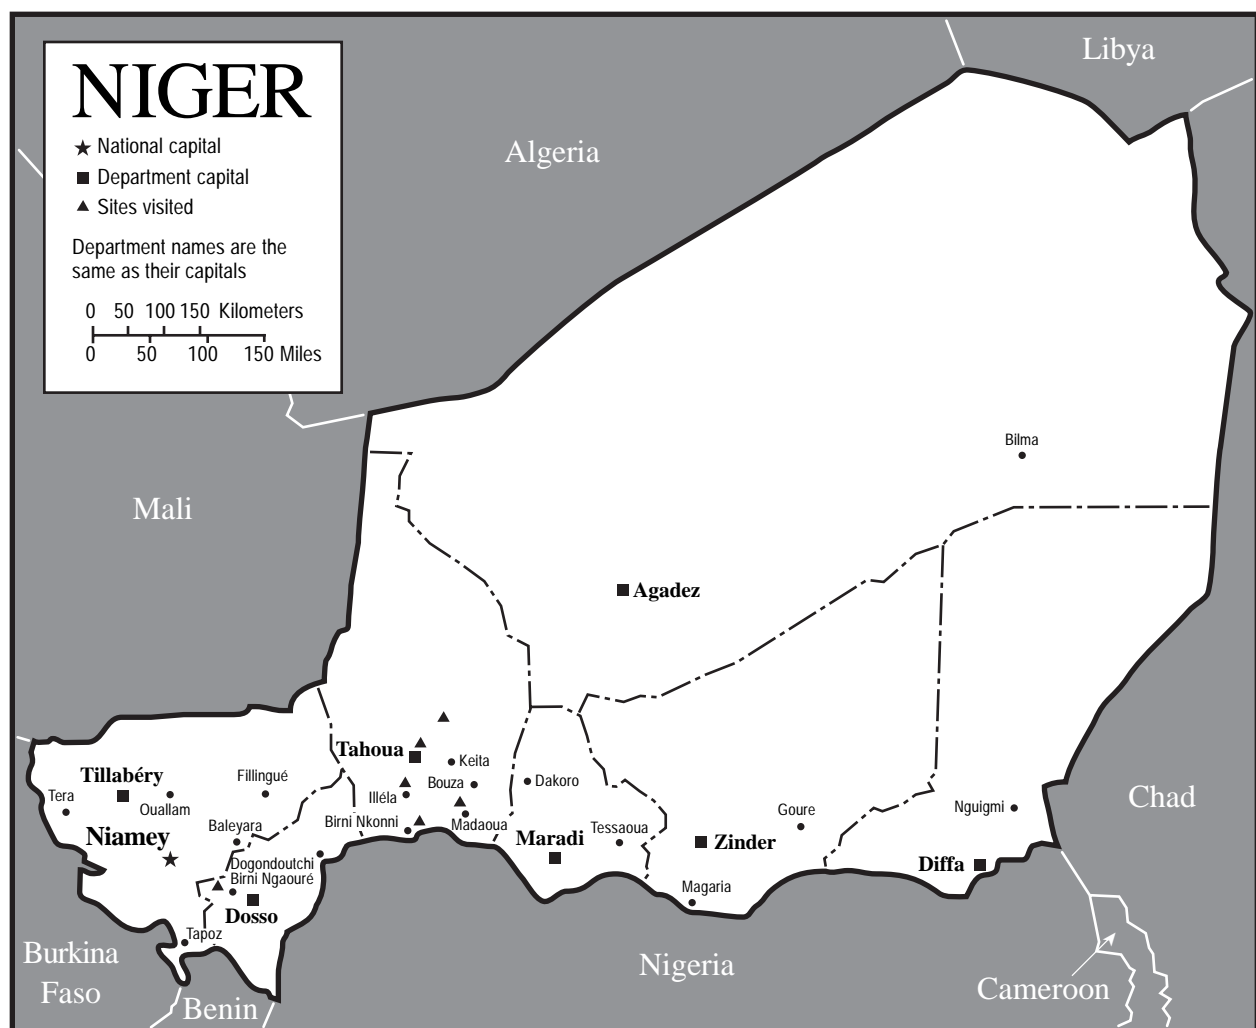 NIGER
National capital
Department capital
Sites visited
Department names are the
same as their capitals
0 50 100 150 Kilometers
0 50 100 150 Miles
Libya
Algeria
Mali
Bilma
Agadez
Tahoua
Keita
Tillabéry
Fillingué
Bouza
Dakoro
Tera
Ouallam
Illéla
Goure
Nguigmi
Chad
Niamey
Baleyara
Birni Nkonni
Madaoua
Maradi
Tessaoua
Zinder
Diffa
Dogondoutchi
Birni Ngaouré
Magaria
Dosso
Tapoz
Burkina
Faso
Benin
Nigeria
Cameroon